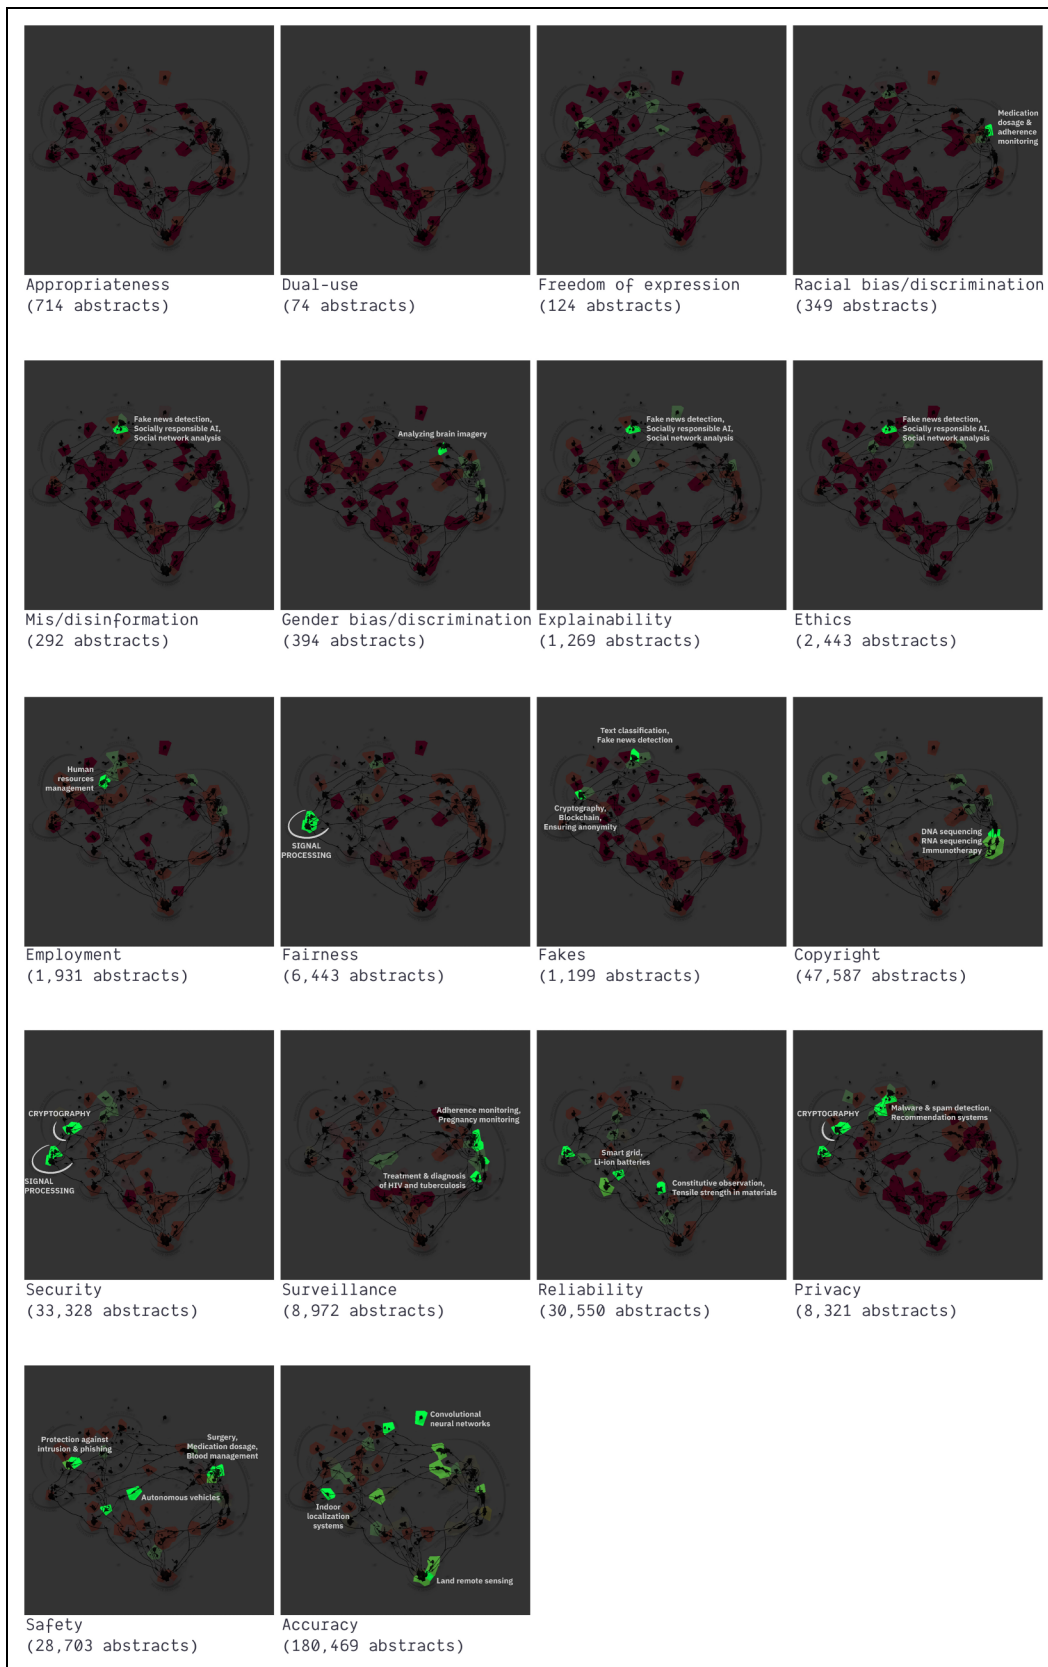 Medication
dosage &
adherence
monitoring
Appropriateness
(714 abstracts)
Dual-use
(74 abstracts)
Freedom of expression
(124 abstracts)
Racial bias/discrimination
(349 abstracts)
Fake news detection,
Socially responsible AI,
Social network analysis
Analyzing brain imagery
Fake news detection,
Socially responsible AI,
Social network analysis
Fake news detection,
Socially responsible AI,
Social network analysis
Mis/disinformation
(292 abstracts)
Gender bias/discrimination
(394 abstracts)
Explainability
(1,269 abstracts)
Ethics
(2,443 abstracts)
Human
resources
management
SIGNAL
PROCESSING
Text classification,
Fake news detection
Cryptography,
Blockchain,
Ensuring anonymity
DNA sequencing
RNA sequencing
Immunotherapy
Employment
(1,931 abstracts)
Fairness
(6,443 abstracts)
Fakes
(1,199 abstracts)
Copyright
(47,587 abstracts)
CRYPTOGRAPHY
SIGNAL
PROCESSING
Adherence monitoring,
Pregnancy monitoring
Treatment & diagnosis
of HIV and tuberculosis
Smart grid,
Li-ion batteries
Constitutive observation,
Tensile strength in materials
Malware & spam detection,
Recommendation systems
CRYPTOGRAPHY
Security
(33,328 abstracts)
Surveillance
(8,972 abstracts)
Reliability
(30,550 abstracts)
Privacy
(8,321 abstracts)
Protection against
intrusion & phishing
Surgery,
Medication dosage,
Blood management
Autonomous vehicles
Convolutional
neural networks
Indoor
localization
systems
Land remote sensing
Safety
(28,703 abstracts)
Accuracy
(180,469 abstracts)